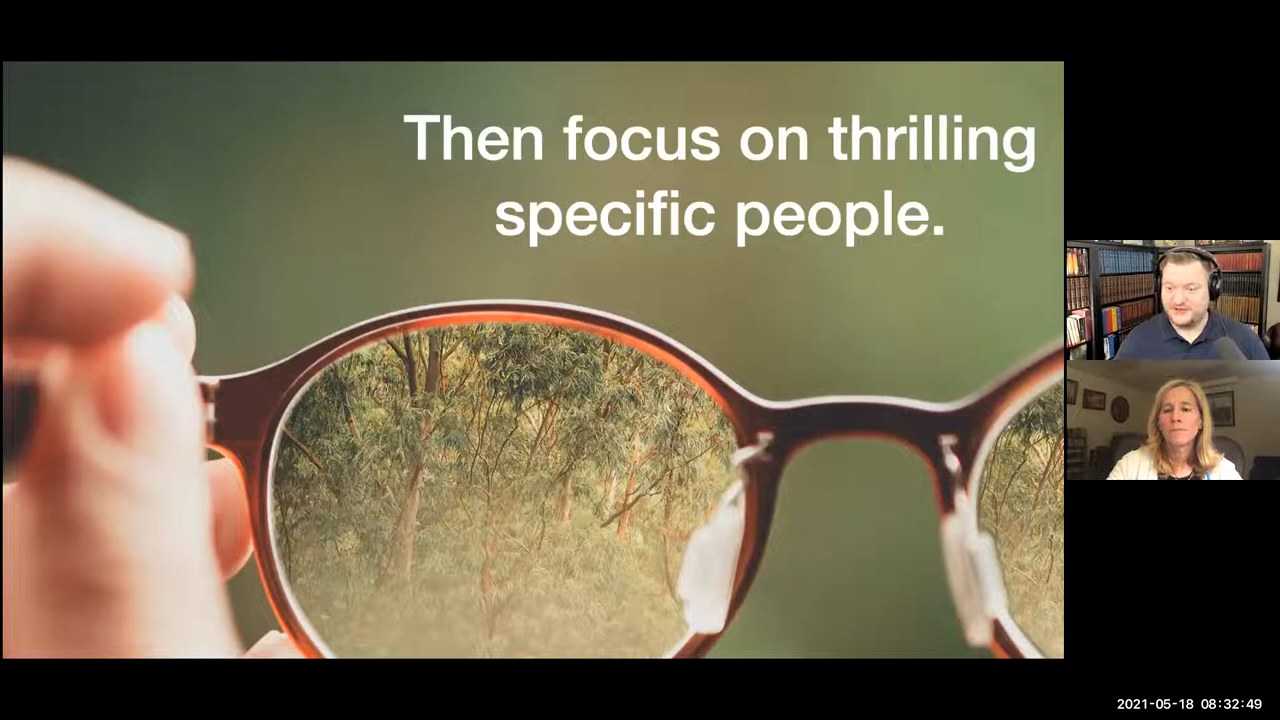 Then focus on thrilling
specific people.
2021-05-18 08:32:49